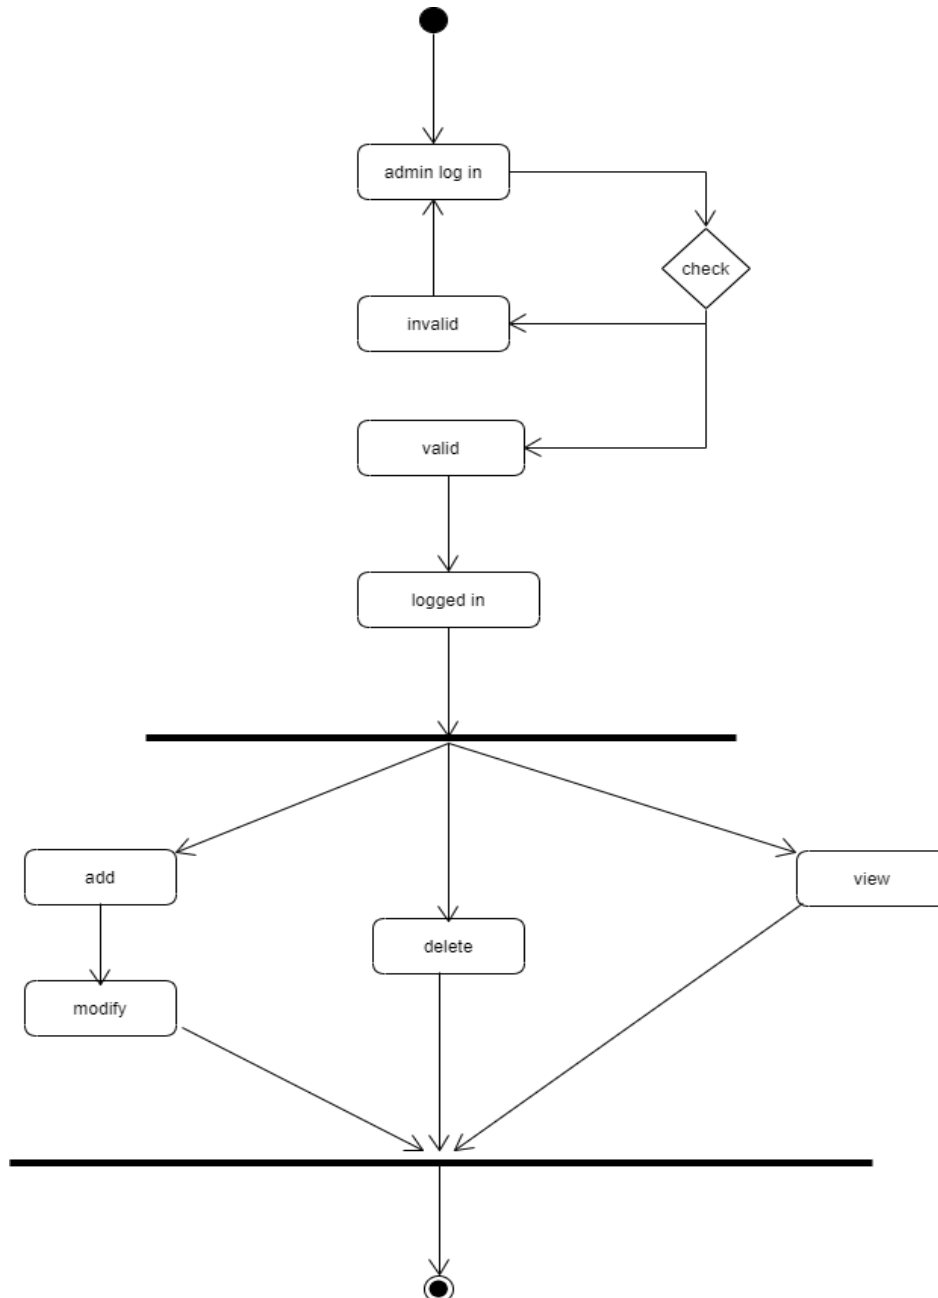 admin log in
check
invalid
valid
logged in
add
view
delete
modify